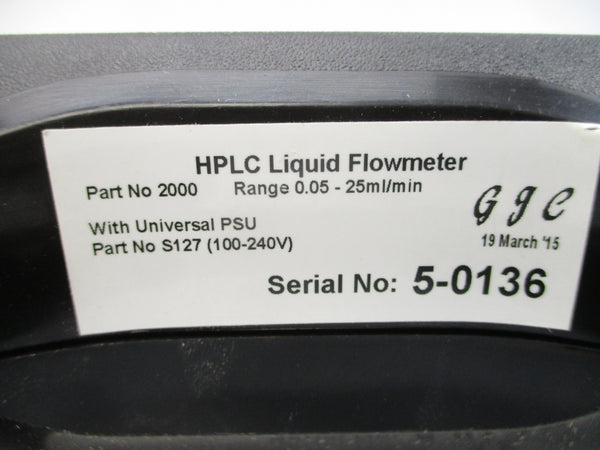 HPLC Liquid Flowmeter
Part No 2000 Range 0.05 - 25ml/min
With Universal PSU
Part No S127 (100-240V)
G J C
19 March '15
Serial No: 5-0136